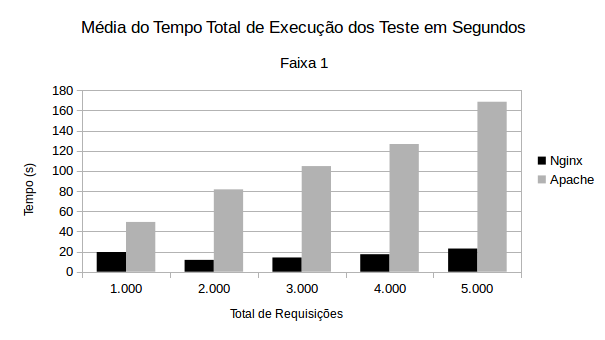 Média do Tempo Total de Execução dos Teste em Segundos
Faixa 1
180
160
140
120
100
80
60
40
20
0
Tempo (s)
1.000 2.000 3.000 4.000 5.000
Total de Requisições
Nginx
Apache